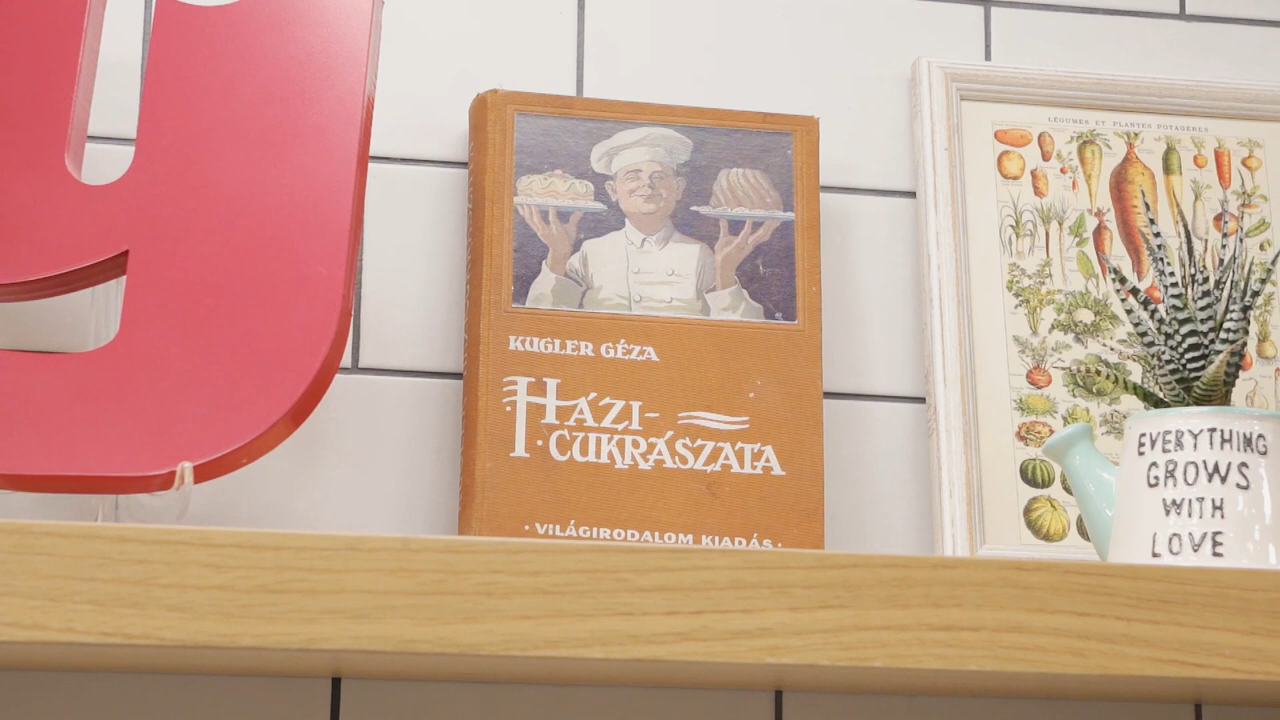 y
KUGLER GÉZA
HÁZI-
CUKRÁSZATA
· VILÁGIRODALOM KIADÁS ·
LÉGUMES ET PLANTES POTAGÈRES
EVERYTHING
GROWS
WITH
LOVE